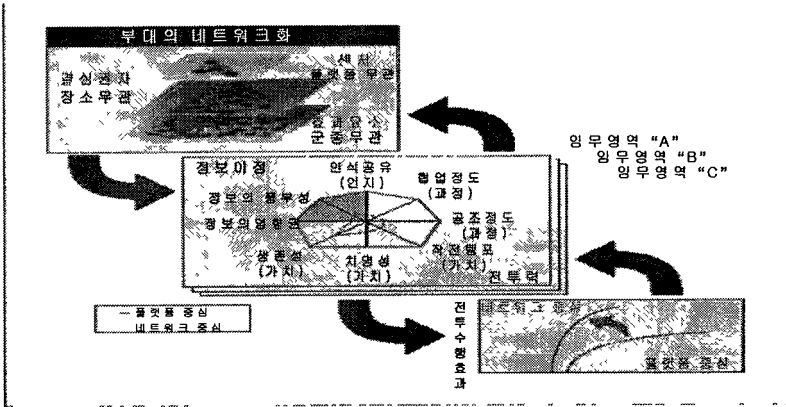 부대의 네트워크화
센서
플랫폼 무관
결심권자
장소무관
효과요소
군종무관
임무영역 “A”
임무영역 “B”
임무영역 “C”
정보이점
인식공유
(인지)
협업정도
(과정)
정보의 풍부성
정보의영향권
공조정도
(과정)
작전템포
(가치)
생존성
(가치)
치명성
(가치)
전투력
— 플랫폼 중심
네트워크 중심
전투수행효과
네트워크 중심
플랫폼 중심